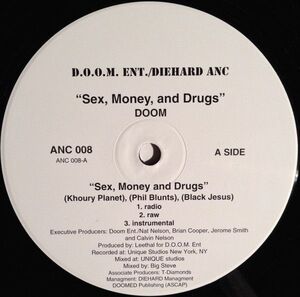 D.O.O.M. ENT./DIEHARD ANC
“Sex, Money, and Drugs”
DOOM
ANC 008
ANC 008-A
A SIDE
“Sex, Money and Drugs”
(Khoury Planet), (Phil Blunts), (Black Jesus)
1. radio
2. raw
3. instrumental
Executive Producers: Doom Ent./Nat Nelson, Brian Cooper, Jerome Smith
and Calvin Nelson
Produced by: Leethal for D.O.O.M. Ent
Recorded at: Unique Studios New York, NY
Mixed at: UNIQUE studios
Mixed by: Big Steve
Associate Producers: T-Diamonds
Managment: DIEHARD Managment
DOOMED Publishing (ASCAP)